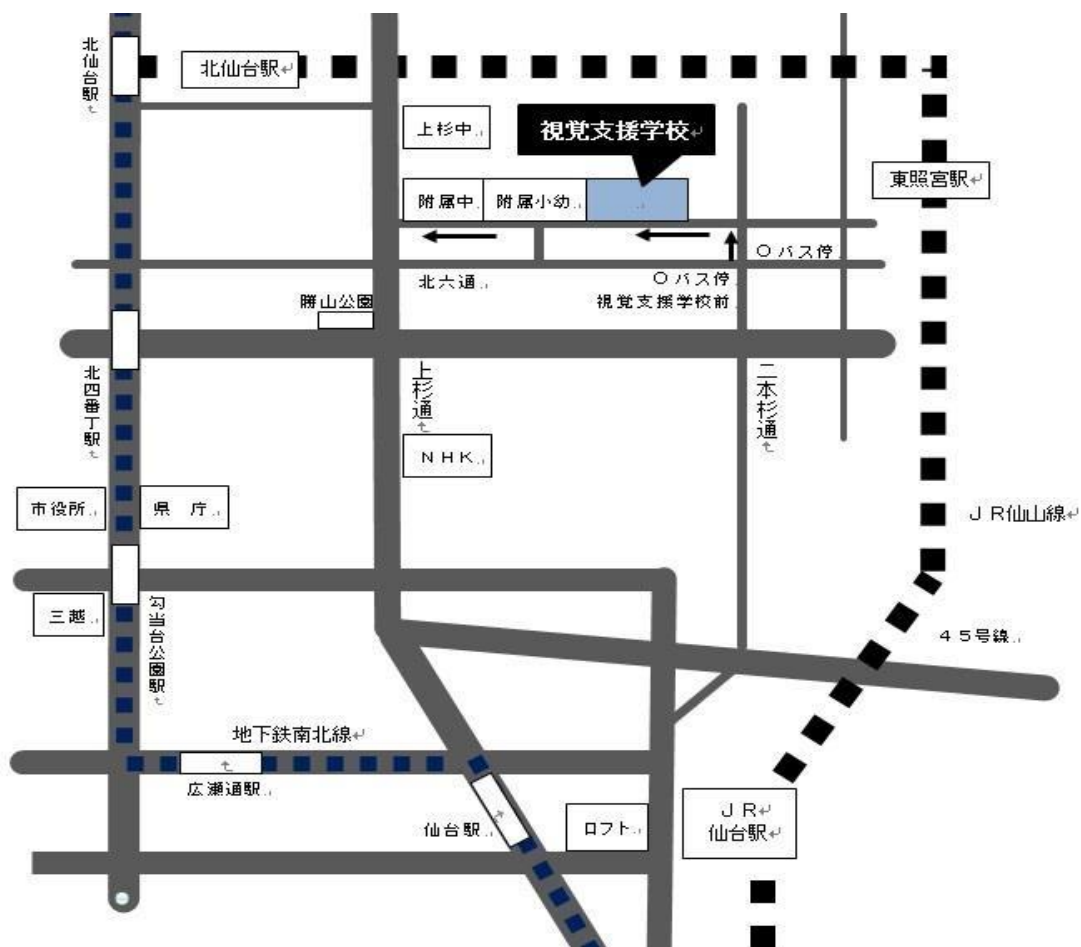 北仙台駅
北仙台駅
上杉中
視覚支援学校
東照宮駅
附属中
附属小幼
〇バス停
北六通
〇バス停
視覚支援学校前
勝山公園
北四番丁駅
上杉通
二本杉通
ＮＨＫ
市役所
県　庁
ＪＲ仙山線
三越
勾当台公園駅
４５号線
地下鉄南北線
広瀬通駅
仙台駅
ロフト
ＪＲ
仙台駅